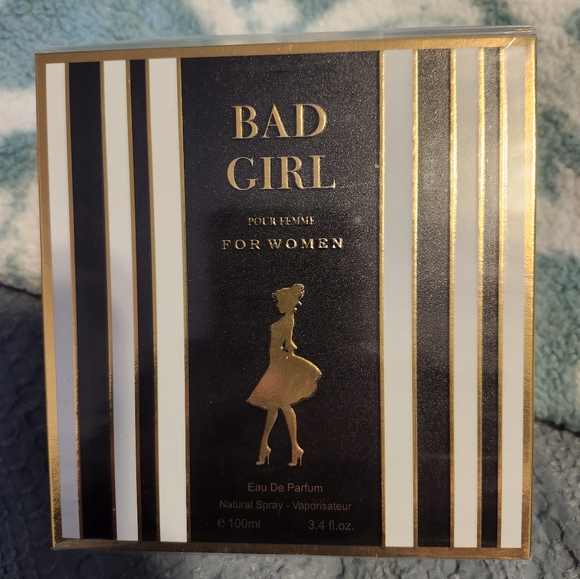 BAD
GIRL
POUR FEMME
FOR WOMEN
Eau De Parfum
Natural Spray - Vaporisateur
℮ 100ml 3.4 fl.oz.